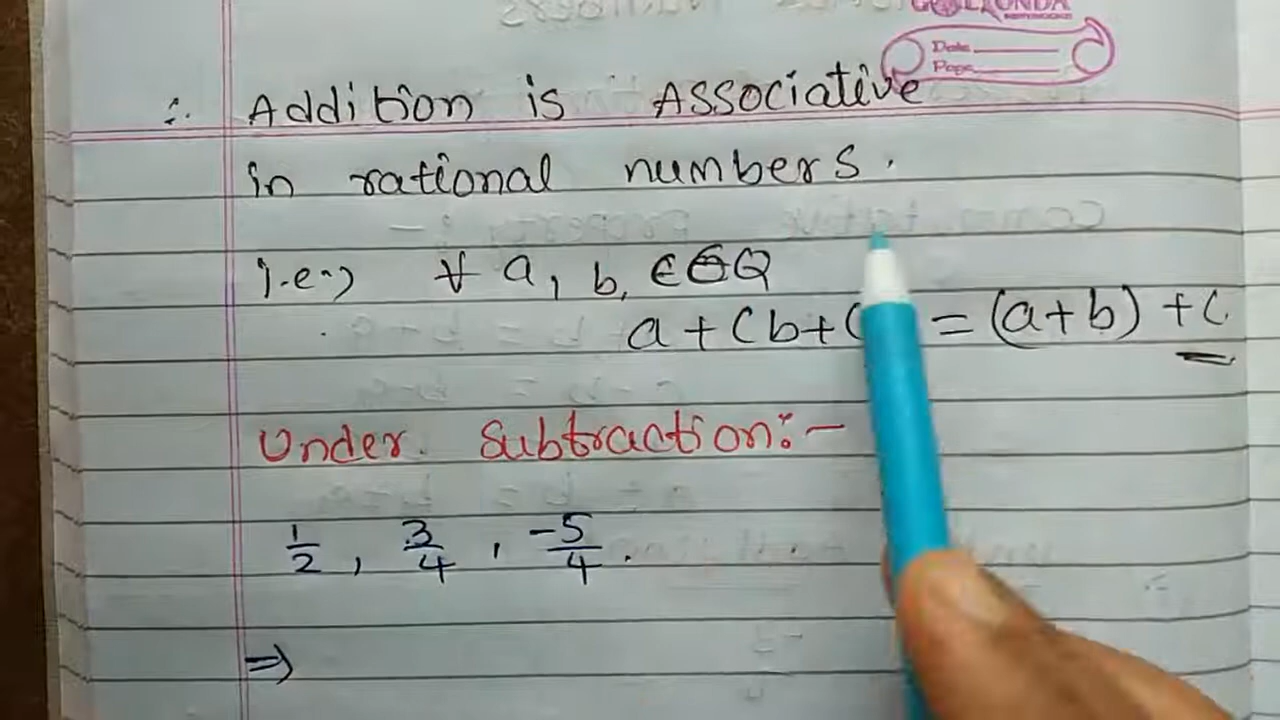 Date
Page
∴ Addition is Associative
in rational numbers.
i.e., ∀ a, b, ∈ Q
a + (b + = (a + b) + c
Under Subtraction:-
1/2, 3/4, -5/4.
⇒